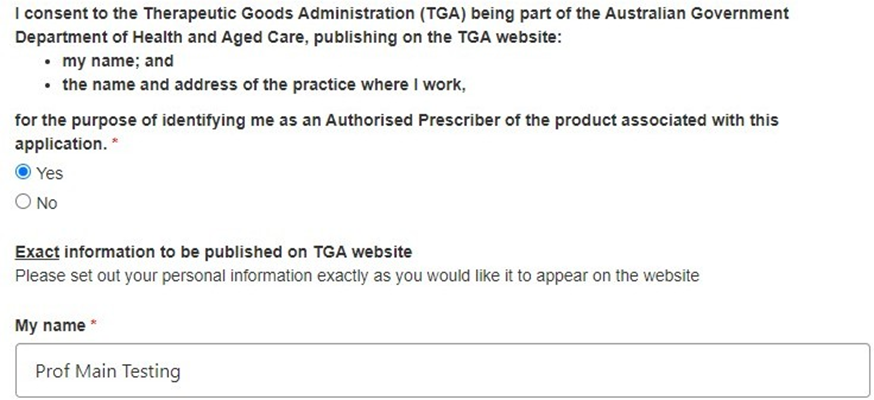 I consent to the Therapeutic Goods Administration (TGA) being part of the Australian Government
Department of Health and Aged Care, publishing on the TGA website:
• my name; and
• the name and address of the practice where I work,
for the purpose of identifying me as an Authorised Prescriber of the product associated with this
application. *
Yes
No
Exact information to be published on TGA website
Please set out your personal information exactly as you would like it to appear on the website
My name *
Prof Main Testing